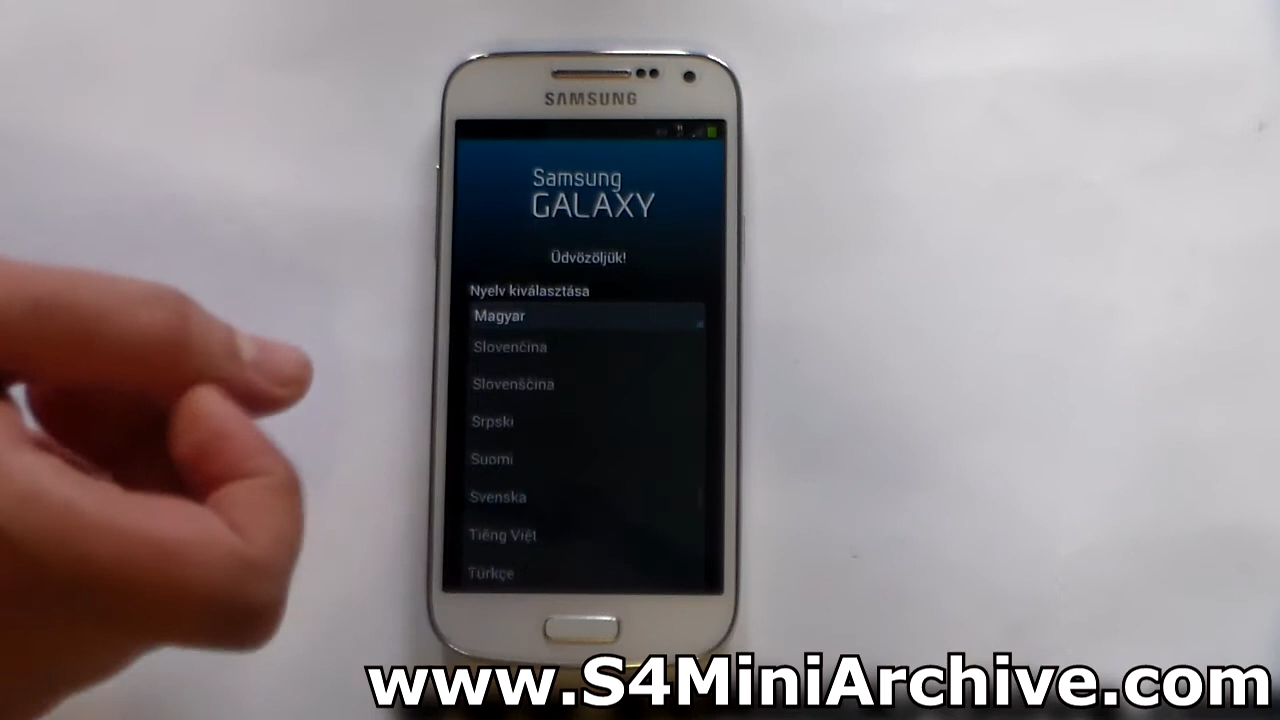 SAMSUNG
Samsung
GALAXY
Üdvözöljük!
Nyelv kiválasztása
Magyar
Slovenčina
Slovenščina
Srpski
Suomi
Svenska
Tiếng Việt
Türkçe
www.S4MiniArchive.com